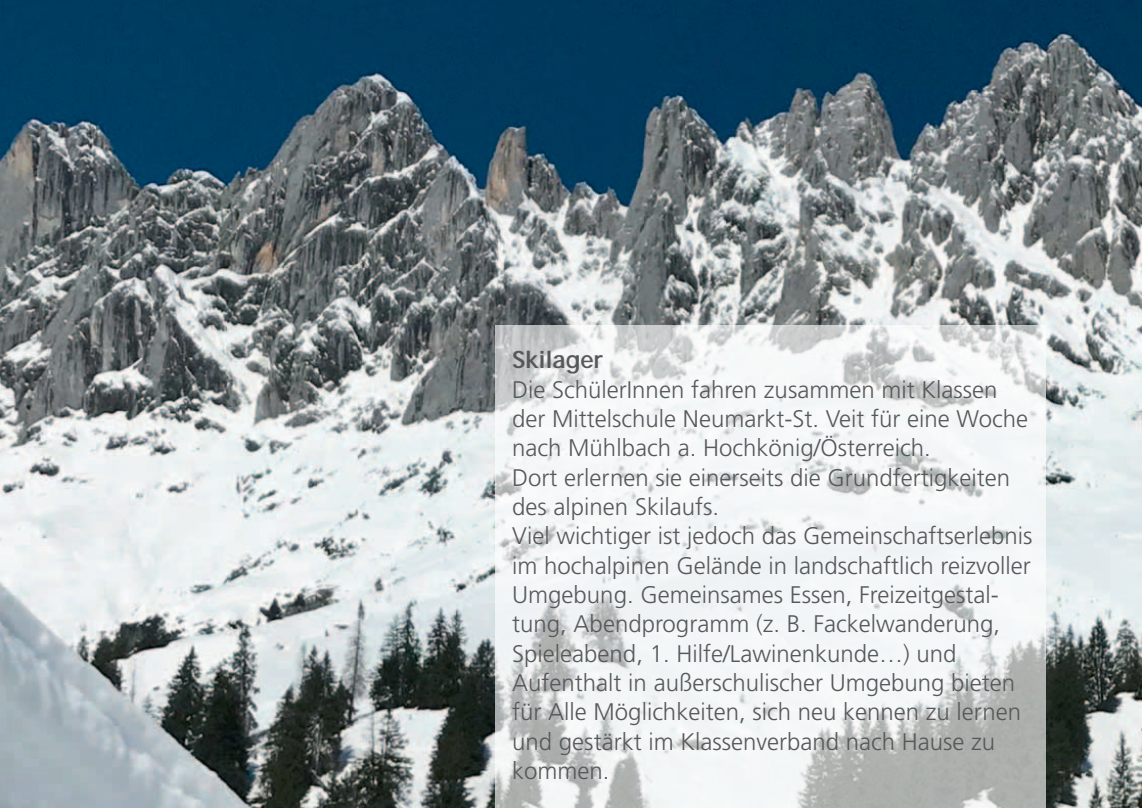 Skilager
Die SchülerInnen fahren zusammen mit Klassen
der Mittelschule Neumarkt-St. Veit für eine Woche
nach Mühlbach a. Hochkönig/Österreich.
Dort erlernen sie einerseits die Grundfertigkeiten
des alpinen Skilaufs.
Viel wichtiger ist jedoch das Gemeinschaftserlebnis
im hochalpinen Gelände in landschaftlich reizvoller
Umgebung. Gemeinsames Essen, Freizeitgestal-
tung, Abendprogramm (z. B. Fackelwanderung,
Spieleabend, 1. Hilfe/Lawinenkunde…) und
Aufenthalt in außerschulischer Umgebung bieten
für Alle Möglichkeiten, sich neu kennen zu lernen
und gestärkt im Klassenverband nach Hause zu
kommen.